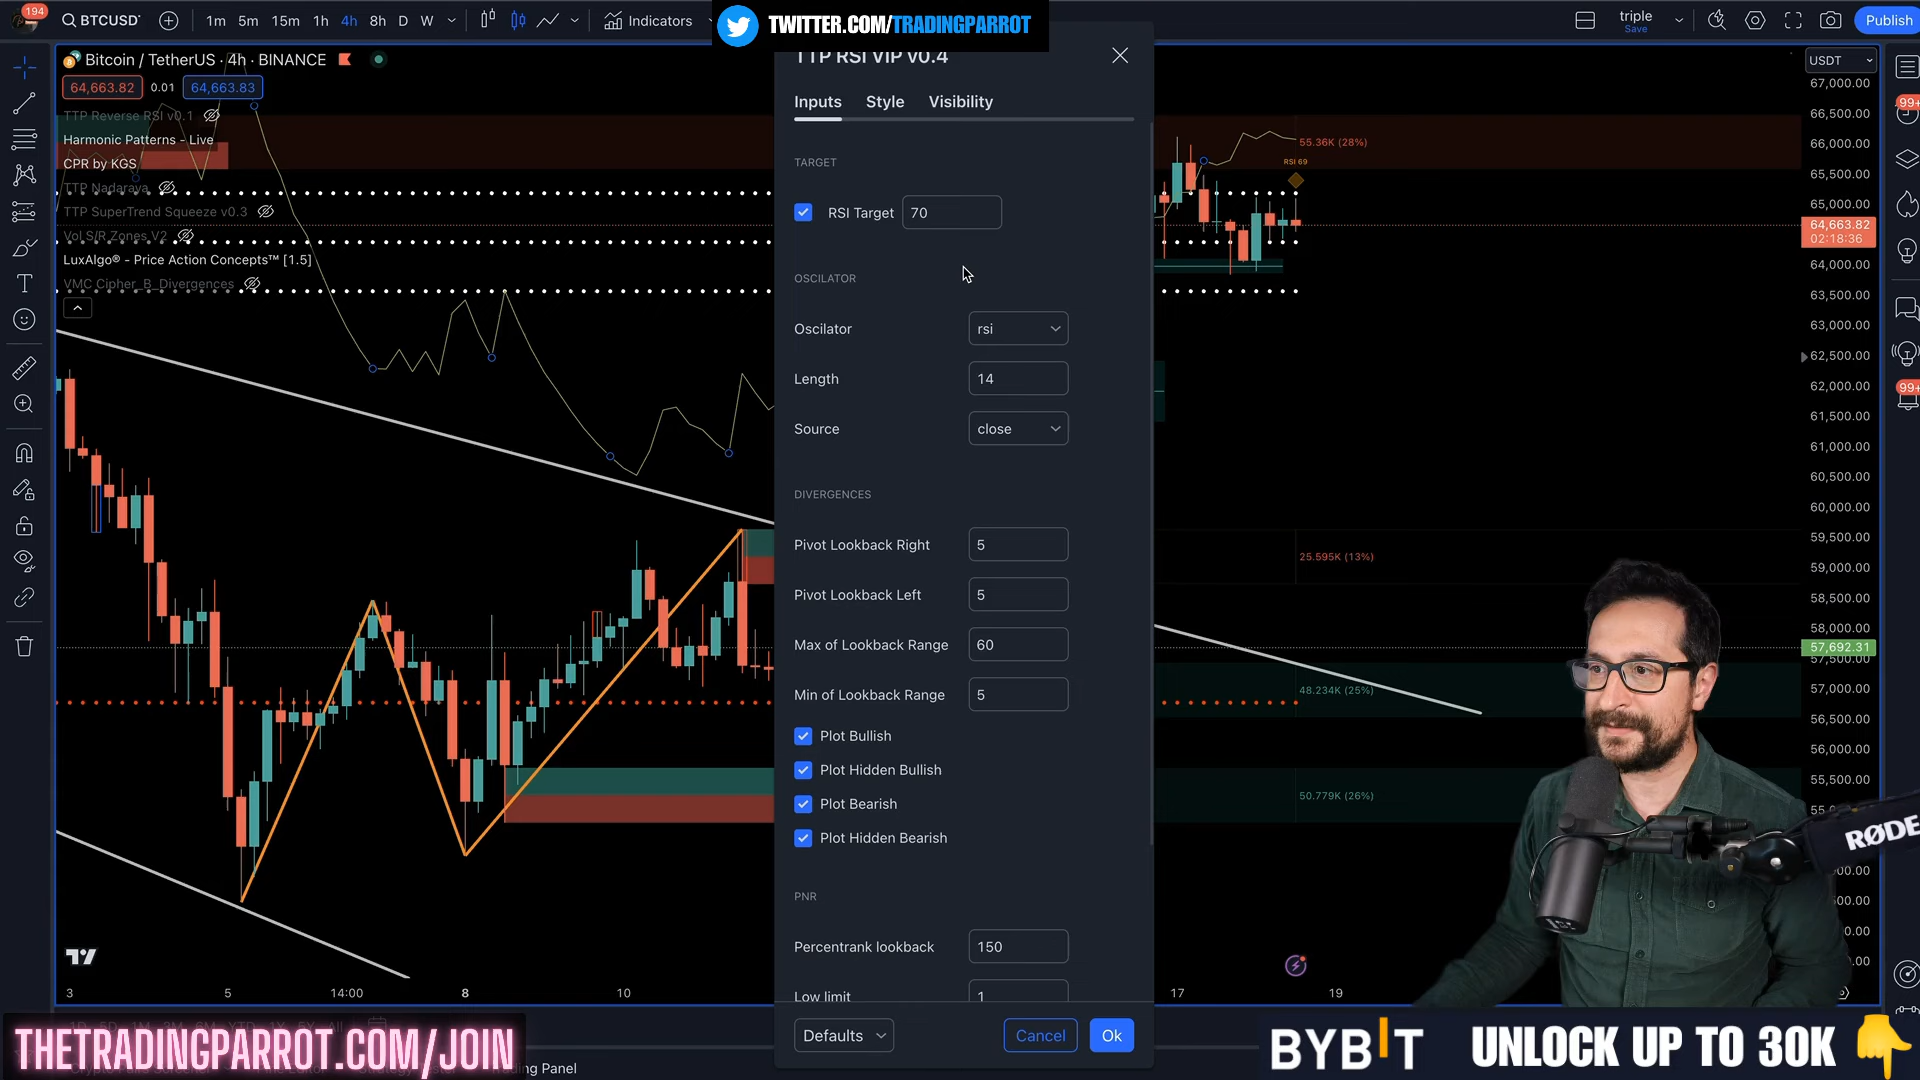 194
BTCUSD
1m 5m 15m 1h 4h 8h D W
Indicators
TWITTER.COM/TRADINGPARROT
triple
Save
Publish
Bitcoin / TetherUS · 4h · BINANCE
64,663.82 0.01 64,663.83
TTP Reverse RSI v0.1
Harmonic Patterns - Live
CPR by KGS
TTP Nadaraya
TTP SuperTrend Squeeze v0.3
Vol S/R Zones V2
LuxAlgo® - Price Action Concepts™ [1.5]
VMC Cipher_B_Divergences
TTP RSI VIP v0.4
Inputs Style Visibility
TARGET
RSI Target 70
OSCILATOR
Oscilator rsi
Length 14
Source close
DIVERGENCES
Pivot Lookback Right 5
Pivot Lookback Left 5
Max of Lookback Range 60
Min of Lookback Range 5
Plot Bullish
Plot Hidden Bullish
Plot Bearish
Plot Hidden Bearish
PNR
Percentrank lookback 150
Low limit 1
Defaults Cancel Ok
55.36K (28%)
RSI 69
25.595K (13%)
48.234K (25%)
50.779K (26%)
USDT
67,000.00
66,500.00
66,000.00
65,500.00
65,000.00
64,663.82
02:18:36
64,000.00
63,500.00
63,000.00
62,500.00
62,000.00
61,500.00
61,000.00
60,500.00
60,000.00
59,500.00
59,000.00
58,500.00
58,000.00
57,692.31
57,500.00
57,000.00
56,500.00
56,000.00
55,500.00
99+
99+
3 5 14:00 8 10 17 19
RØDE
THETRADINGPARROT.COM/JOIN
Panel
BYBIT UNLOCK UP TO 30K